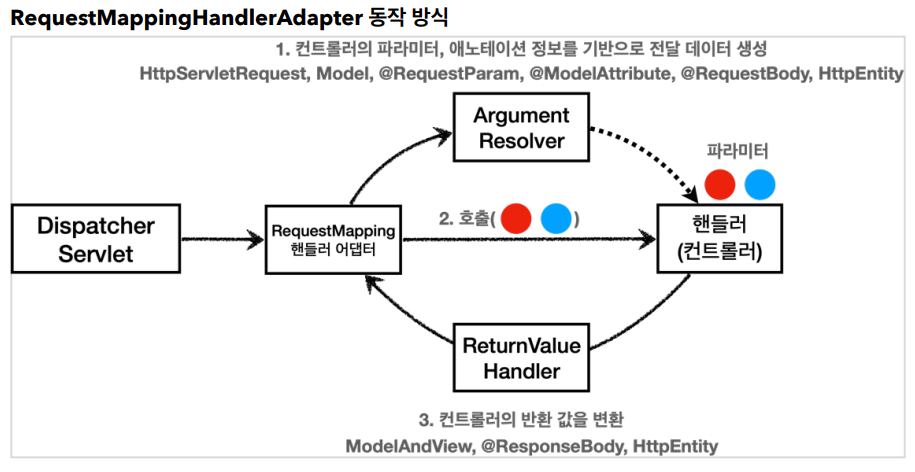 RequestMappingHandlerAdapter 동작 방식
1. 컨트롤러의 파라미터, 애노테이션 정보를 기반으로 전달 데이터 생성
HttpServletRequest, Model, @RequestParam, @ModelAttribute, @RequestBody, HttpEntity
Argument
Resolver
파라미터
Dispatcher
Servlet
RequestMapping
핸들러 어댑터
2. 호출( )
핸들러
(컨트롤러)
ReturnValue
Handler
3. 컨트롤러의 반환 값을 변환
ModelAndView, @ResponseBody, HttpEntity